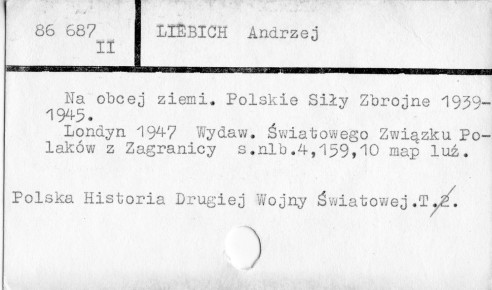 86 687 LIEBICH Andrzej
II
Na obcej ziemi. Polskie Siły Zbrojne 1939-
1945.
Londyn 1947 Wydaw. Światowego Związku Po-
laków z Zagranicy s.nlb.4,159,10 map luź.
Polska Historia Drugiej Wojny Światowej.T.2.